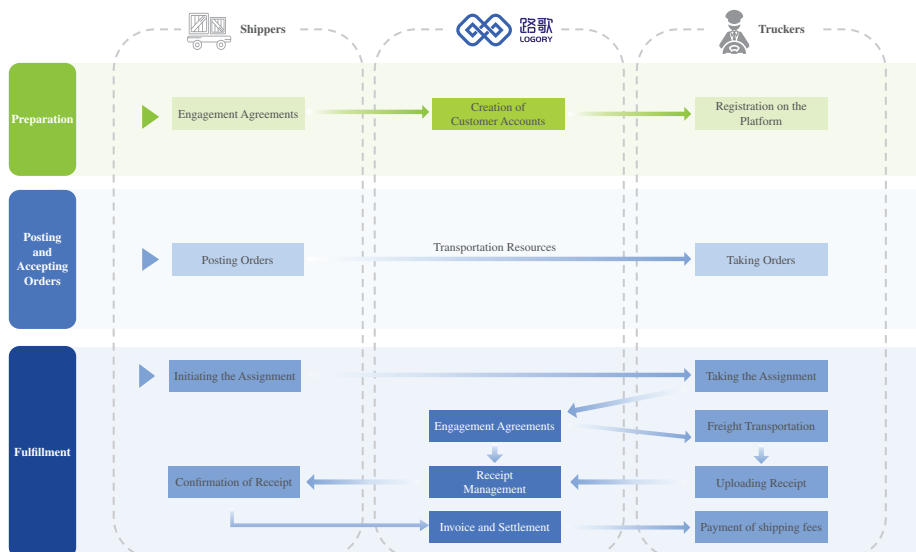 Shippers
路歌
LOGORY
Truckers
Preparation
Engagement Agreements
Creation of
Customer Accounts
Registration on the
Platform
Posting
and
Accepting
Orders
Posting Orders
Transportation Resources
Taking Orders
Fulfillment
Initiating the Assignment
Taking the Assignment
Engagement Agreements
Freight Transportation
Confirmation of Receipt
Receipt
Management
Uploading Receipt
Invoice and Settlement
Payment of shipping fees